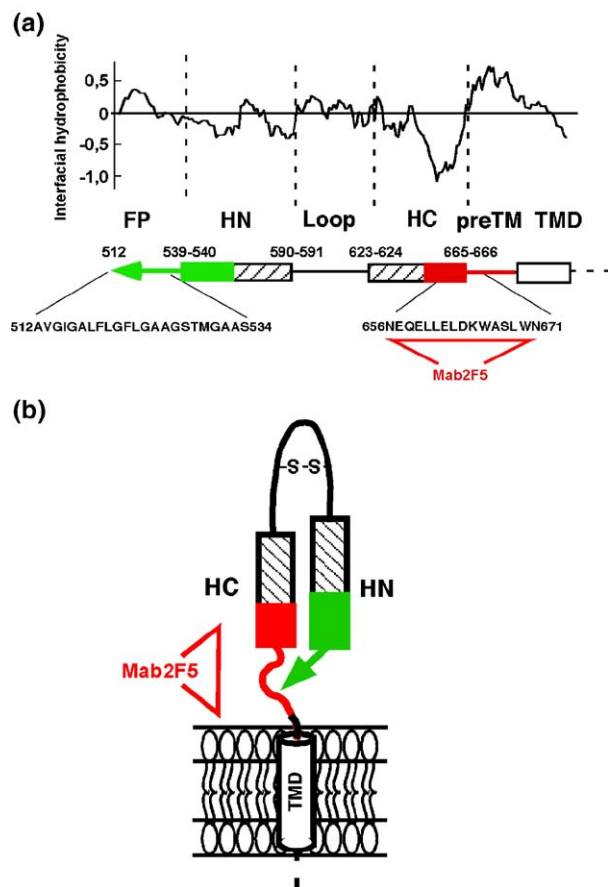 (a)
Interfacial hydrophobicity
0,5
0
-0,5
-1,0
FP HN Loop HC preTM TMD
512 539-540 590-591 623-624 665-666
512AVGIGALFLGFLGAAGSTMGAAS534 656NEQELLELDKWASLWN671
Mab2F5
(b)
-S-S-
HC HN
Mab2F5
TMD